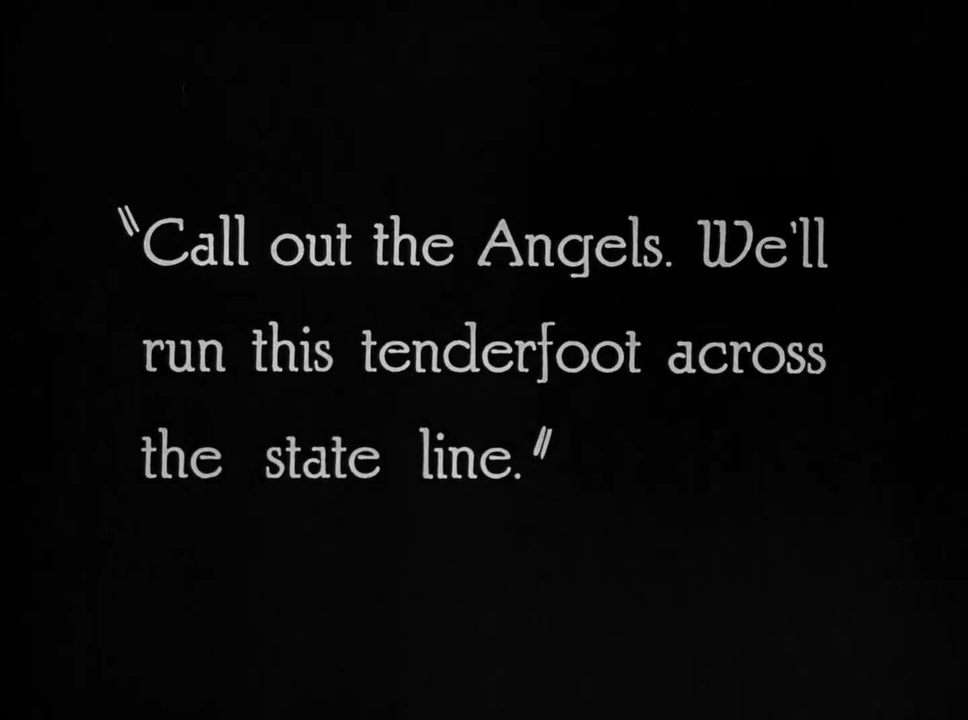 "Call out the Angels. We'll
run this tenderfoot across
the state line."